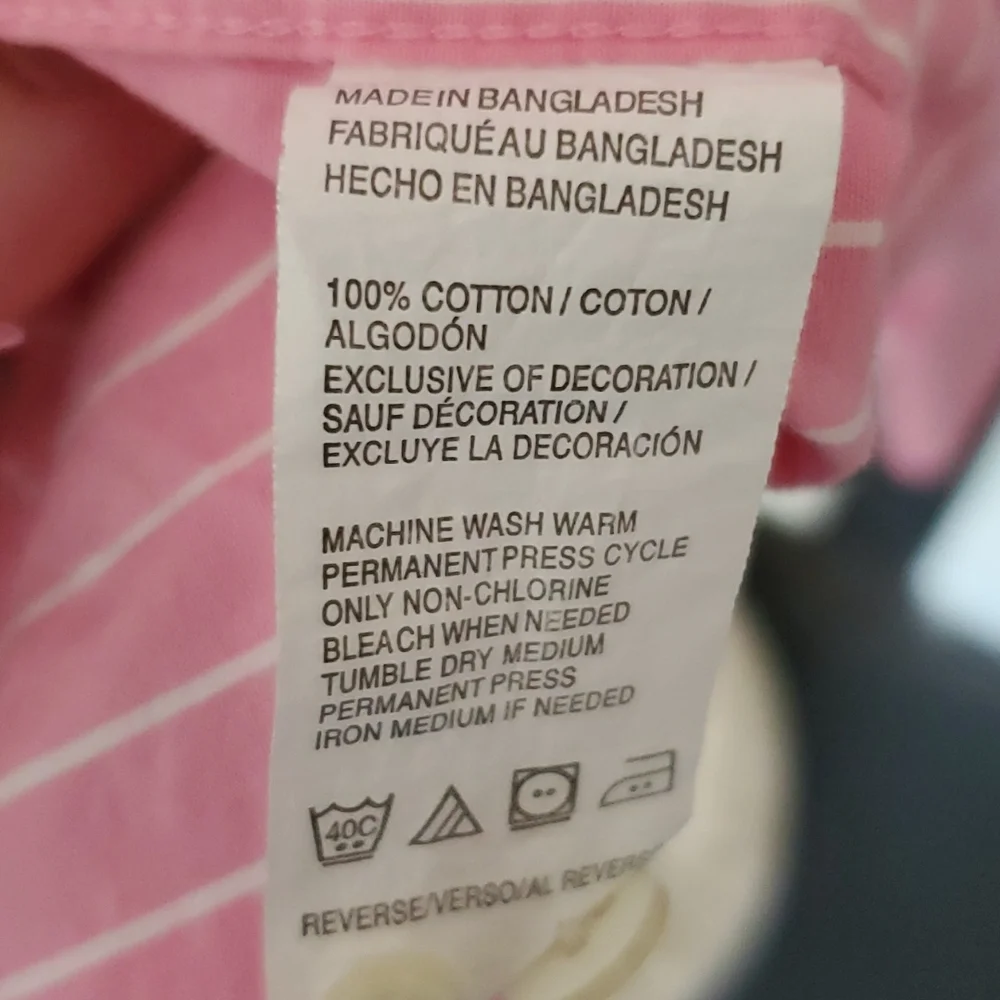 MADE IN BANGLADESH
FABRIQUÉ AU BANGLADESH
HECHO EN BANGLADESH
100% COTTON / COTON /
ALGODÓN
EXCLUSIVE OF DECORATION /
SAUF DÉCORATION /
EXCLUYE LA DECORACIÓN
MACHINE WASH WARM
PERMANENT PRESS CYCLE
ONLY NON-CHLORINE
BLEACH WHEN NEEDED
TUMBLE DRY MEDIUM
PERMANENT PRESS
IRON MEDIUM IF NEEDED
40C
REVERSE/VERSO/AL REVERSO